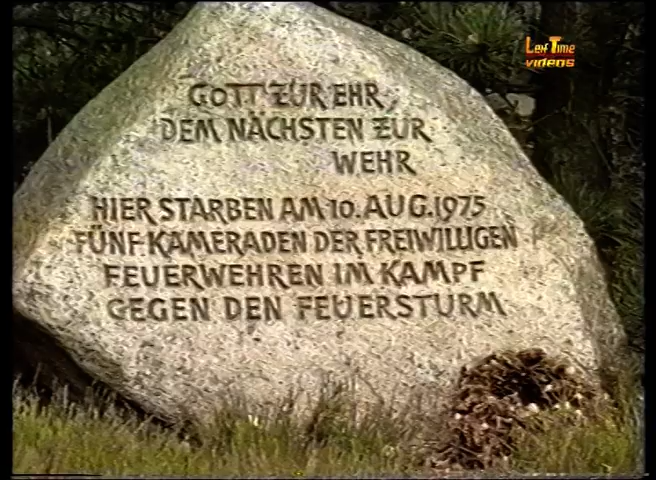 Last Time
videos
GOTT ZUR EHR,
DEM NÄCHSTEN ZUR
WEHR
HIER STARBEN AM 10. AUG. 1975
FÜNF KAMERADEN DER FREIWILLIGEN
FEUERWEHREN IM KAMPF
GEGEN DEN FEUERSTURM